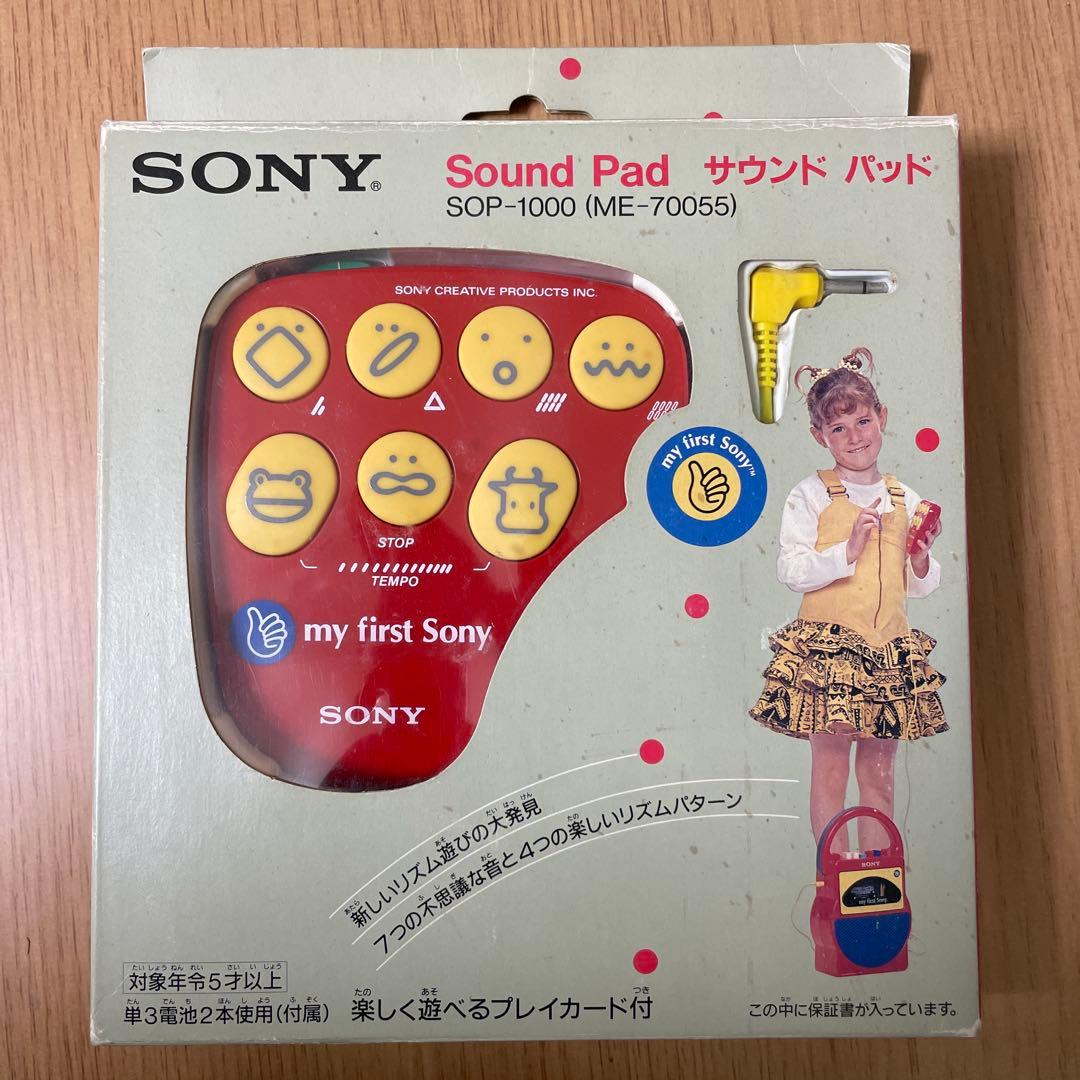 SONY®
Sound Pad サウンド パッド
SOP-1000 (ME-70055)
SONY CREATIVE PRODUCTS INC.
STOP
TEMPO
my first Sony
SONY
my first Sony™
新しいリズム遊びの大発見
7つの不思議な音と4つの楽しいリズムパターン
SONY
my first Sony
対象年令5才以上
単3電池2本使用(付属)
楽しく遊べるプレイカード付
この中に保証書が入っています。